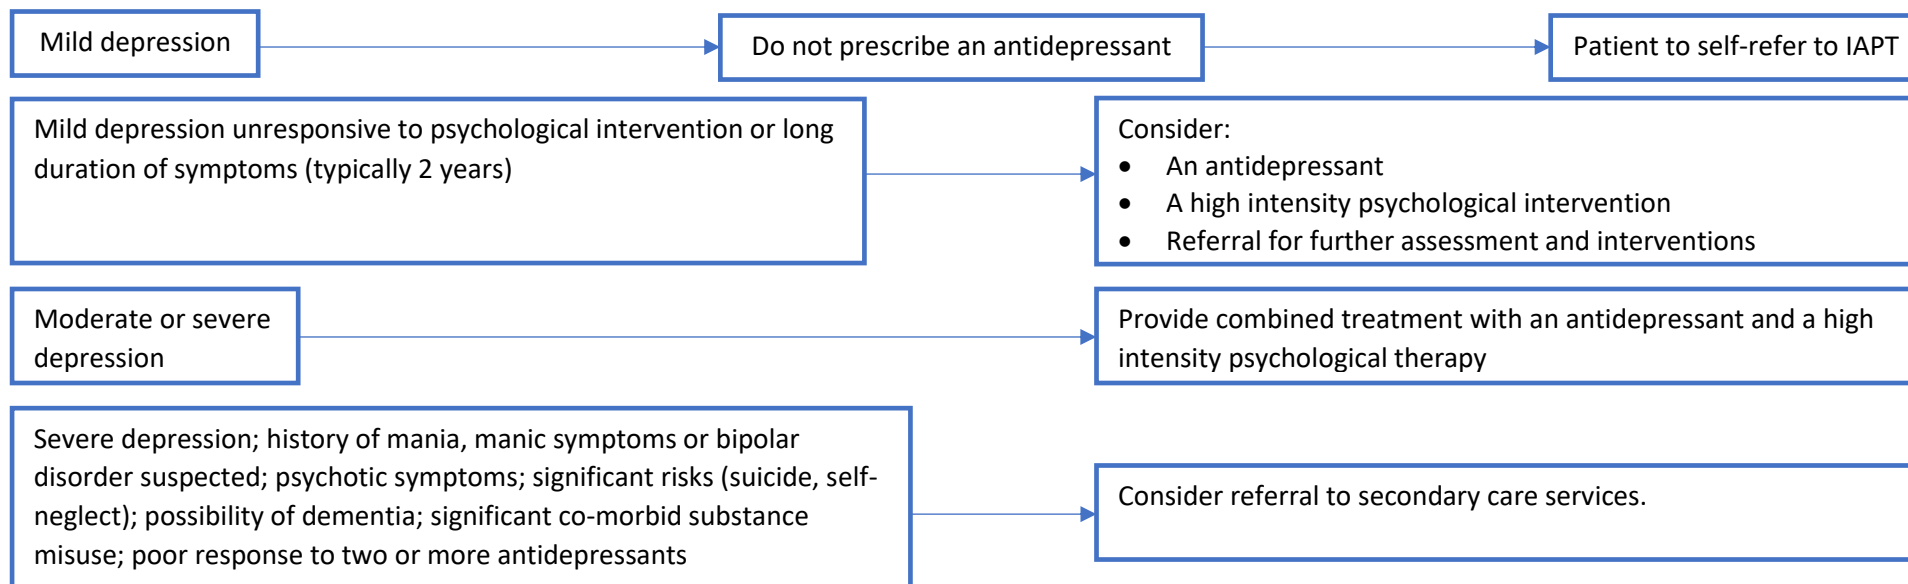 Mild depression
Do not prescribe an antidepressant
Patient to self-refer to IAPT
Mild depression unresponsive to psychological intervention or long
duration of symptoms (typically 2 years)
Consider:
• An antidepressant
• A high intensity psychological intervention
• Referral for further assessment and interventions
Moderate or severe
depression
Provide combined treatment with an antidepressant and a high
intensity psychological therapy
Severe depression; history of mania, manic symptoms or bipolar
disorder suspected; psychotic symptoms; significant risks (suicide, self-
neglect); possibility of dementia; significant co-morbid substance
misuse; poor response to two or more antidepressants
Consider referral to secondary care services.